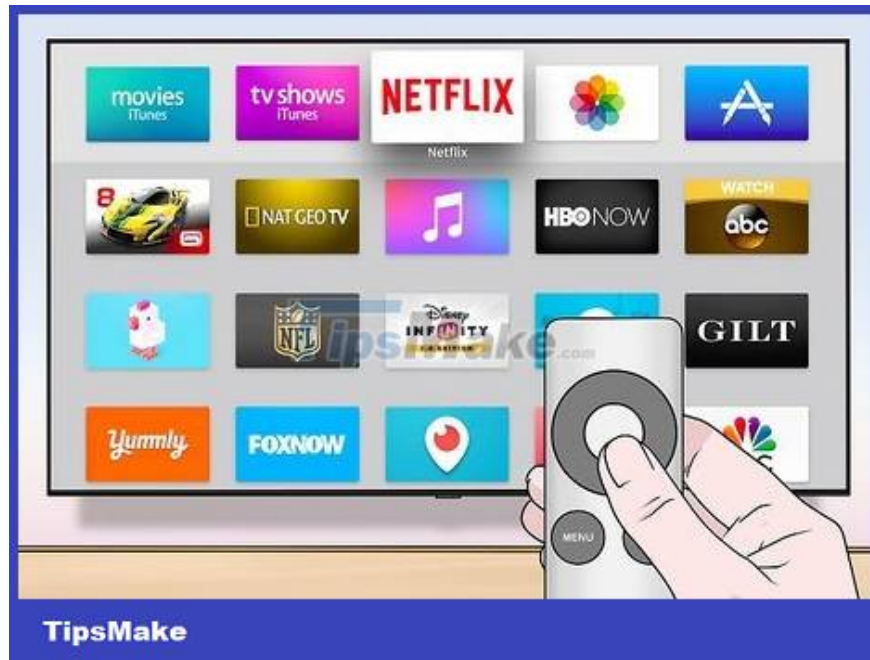 movies
iTunes
tv shows
iTunes
NETFLIX
Netflix
8
NAT GEO TV
HBO NOW
WATCH
abc
NFL
Disney
INFINITY
GILT
TipsMake.com
Yummly
FOXNOW
MENU
TipsMake